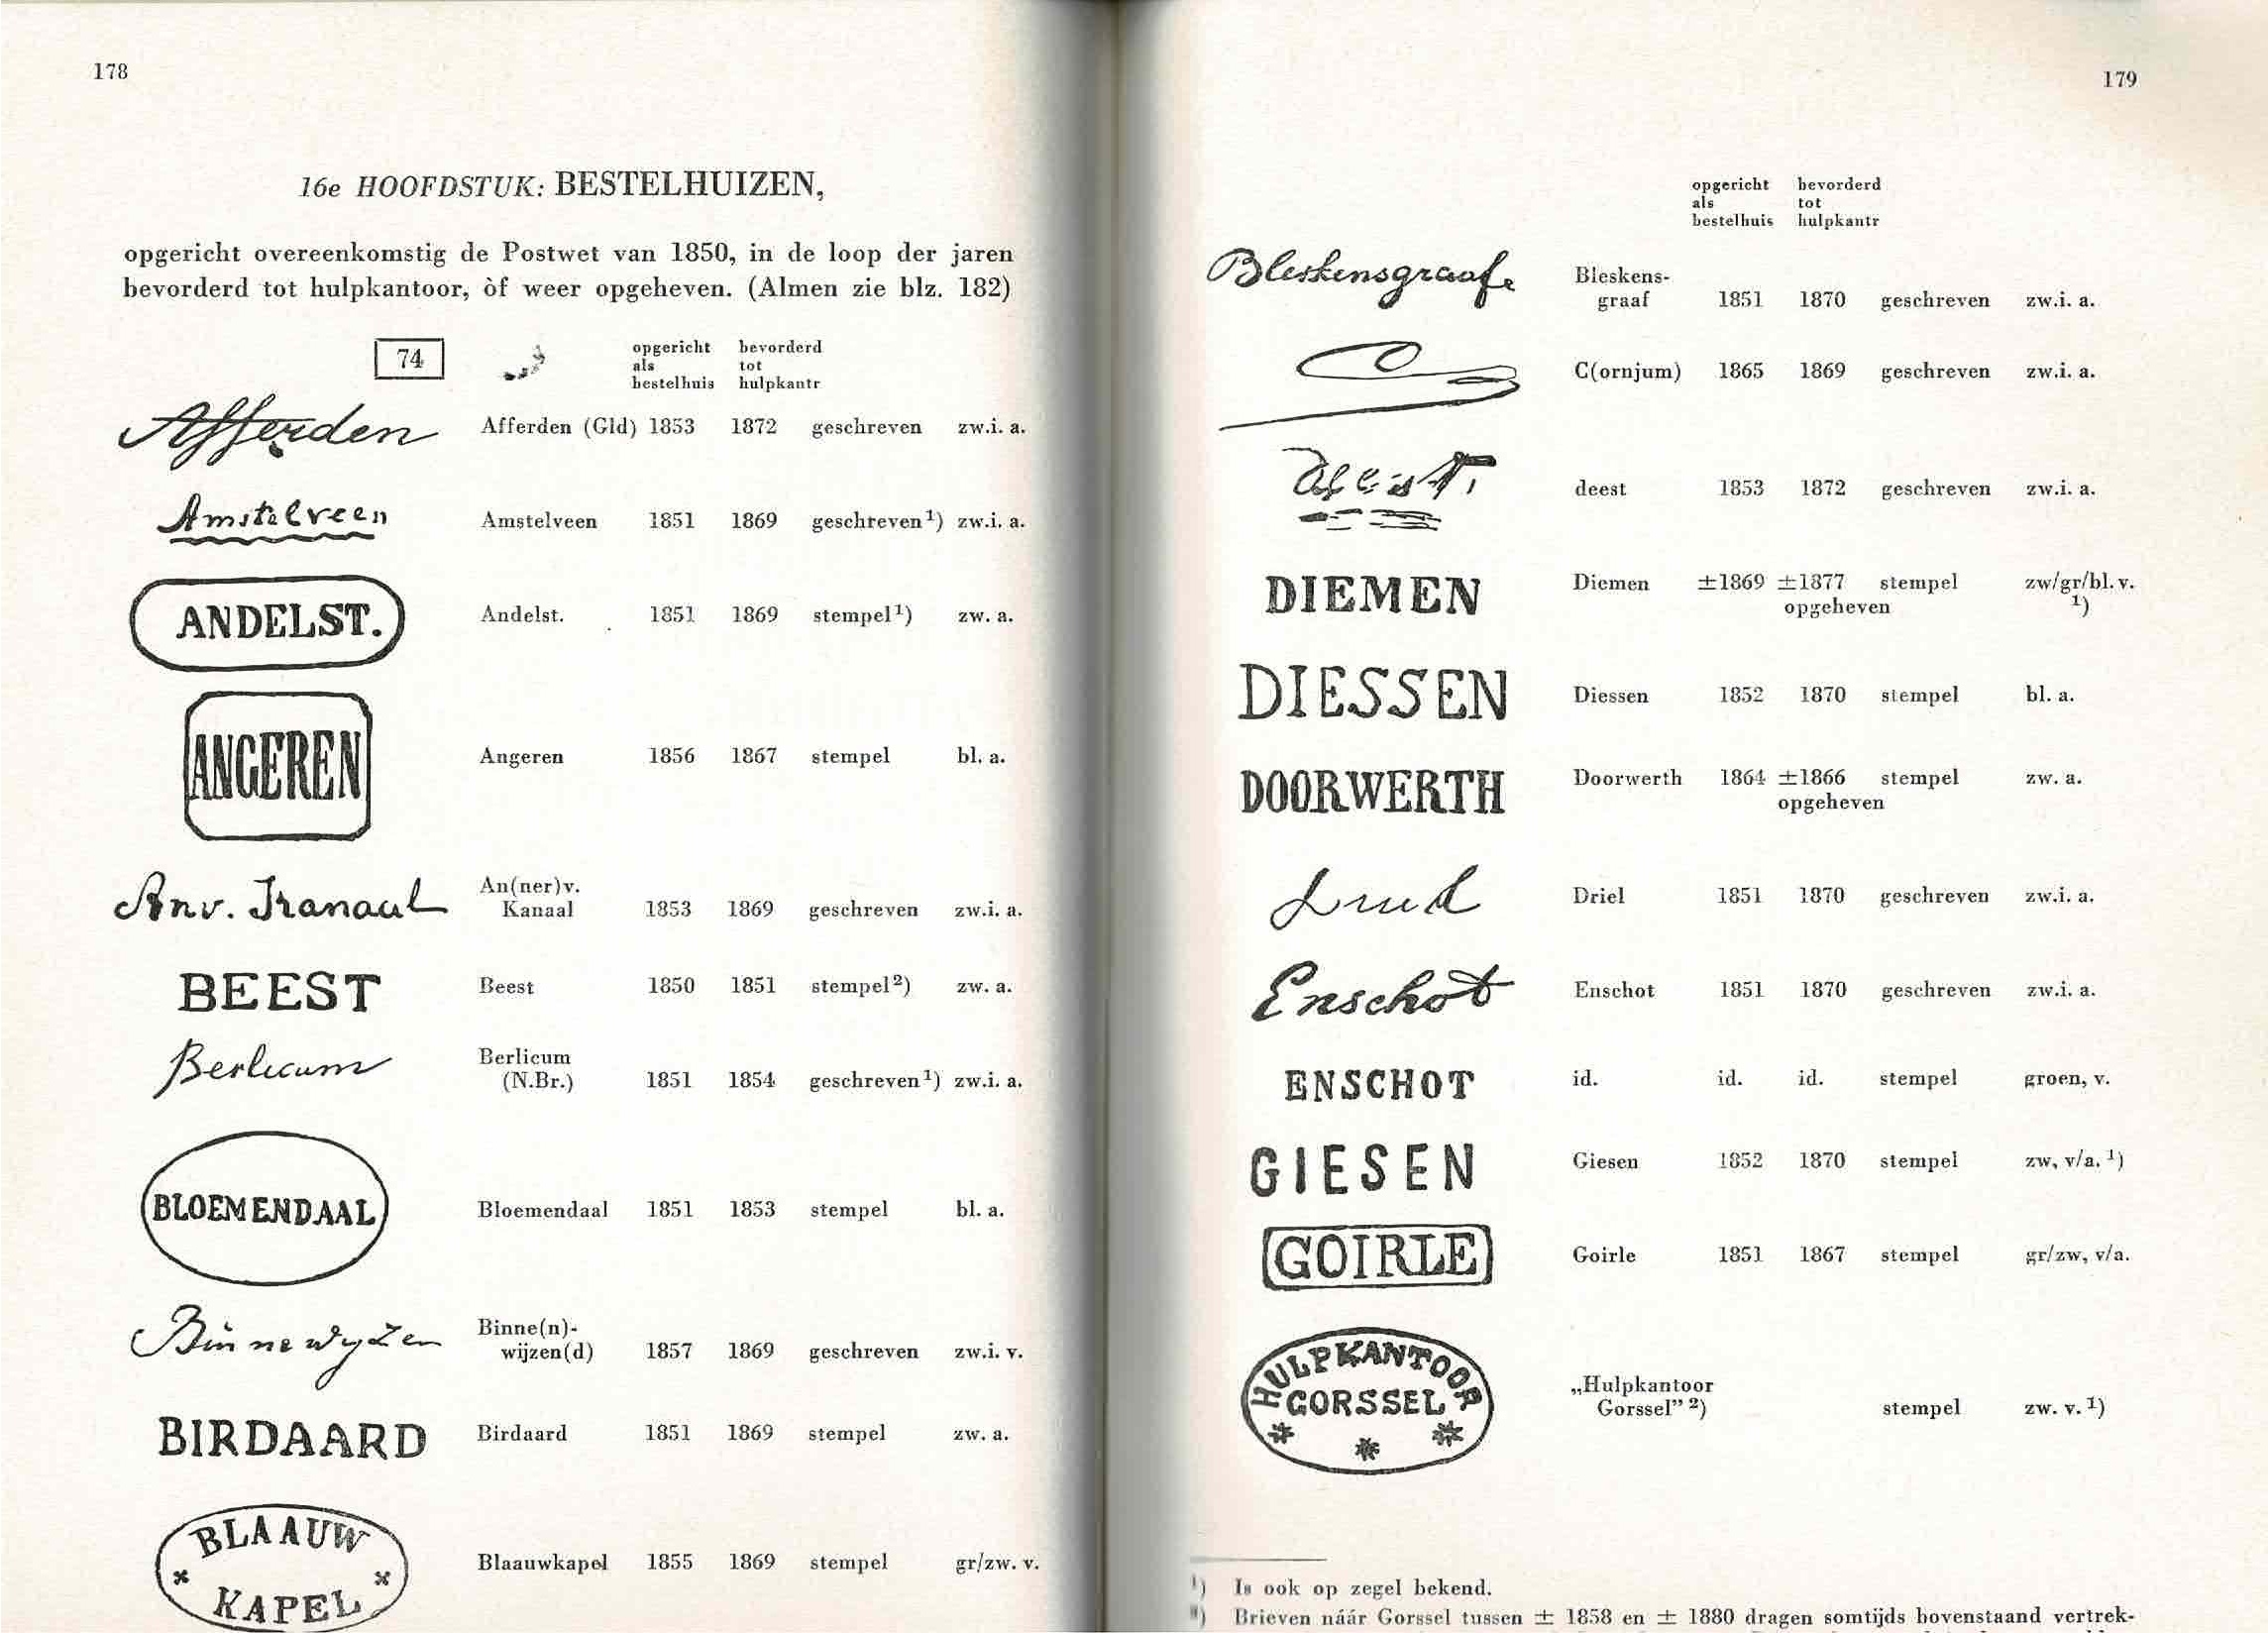 178
16e HOOFDSTUK: BESTELHUIZEN,
opgericht overeenkomstig de Postwet van 1850, in de loop der jaren
bevorderd tot hulpkantoor, òf weer opgeheven. (Almen zie blz. 182)
74
opgericht bevorderd
als tot
bestelhuis hulpkantr
Afferden Afferden (Gld) 1853 1872 geschreven zw.i. a.
Amstelveen Amstelveen 1851 1869 geschreven¹) zw.i. a.
ANDELST. Andelst. 1851 1869 stempel¹) zw. a.
ANGEREN Angeren 1856 1867 stempel bl. a.
An(ner)v.
Anv. Kanaal Kanaal 1853 1869 geschreven zw.i. a.
BEEST Beest 1850 1851 stempel²) zw. a.
Berlicum
Berlicum (N.Br.) 1851 1854 geschreven¹) zw.i. a.
BLOEMENDAAL Bloemendaal 1851 1853 stempel bl. a.
Binne(n)-
Binnewyzen wijzen(d) 1857 1869 geschreven zw.i. v.
BIRDAARD Birdaard 1851 1869 stempel zw. a.
BLAAUW
KAPEL Blaauwkapel 1855 1869 stempel gr/zw. v.
179
opgericht bevorderd
als tot
bestelhuis hulpkantr
Bleskensgraafe Bleskens-
graaf 1851 1870 geschreven zw.i. a.
C C(ornjum) 1865 1869 geschreven zw.i. a.
deest. deest 1853 1872 geschreven zw.i. a.
DIEMEN Diemen ±1869 ±1877 stempel zw/gr/bl. v.
opgeheven ¹)
DIESSEN Diessen 1852 1870 stempel bl. a.
DOORWERTH Doorwerth 1864 ±1866 stempel zw. a.
opgeheven
Driel Driel 1851 1870 geschreven zw.i. a.
Enschot Enschot 1851 1870 geschreven zw.i. a.
ENSCHOT id. id. id. stempel groen, v.
GIESEN Giesen 1852 1870 stempel zw, v/a. ¹)
GOIRLE Goirle 1851 1867 stempel gr/zw, v/a.
HULPKANTOOR
GORSSEL
„Hulpkantoor
Gorssel” ²) stempel zw. v. ¹)
¹) Is ook op zegel bekend.
²) Brieven náár Gorssel tussen ± 1858 en ± 1880 dragen somtijds bovenstaand vertrek-